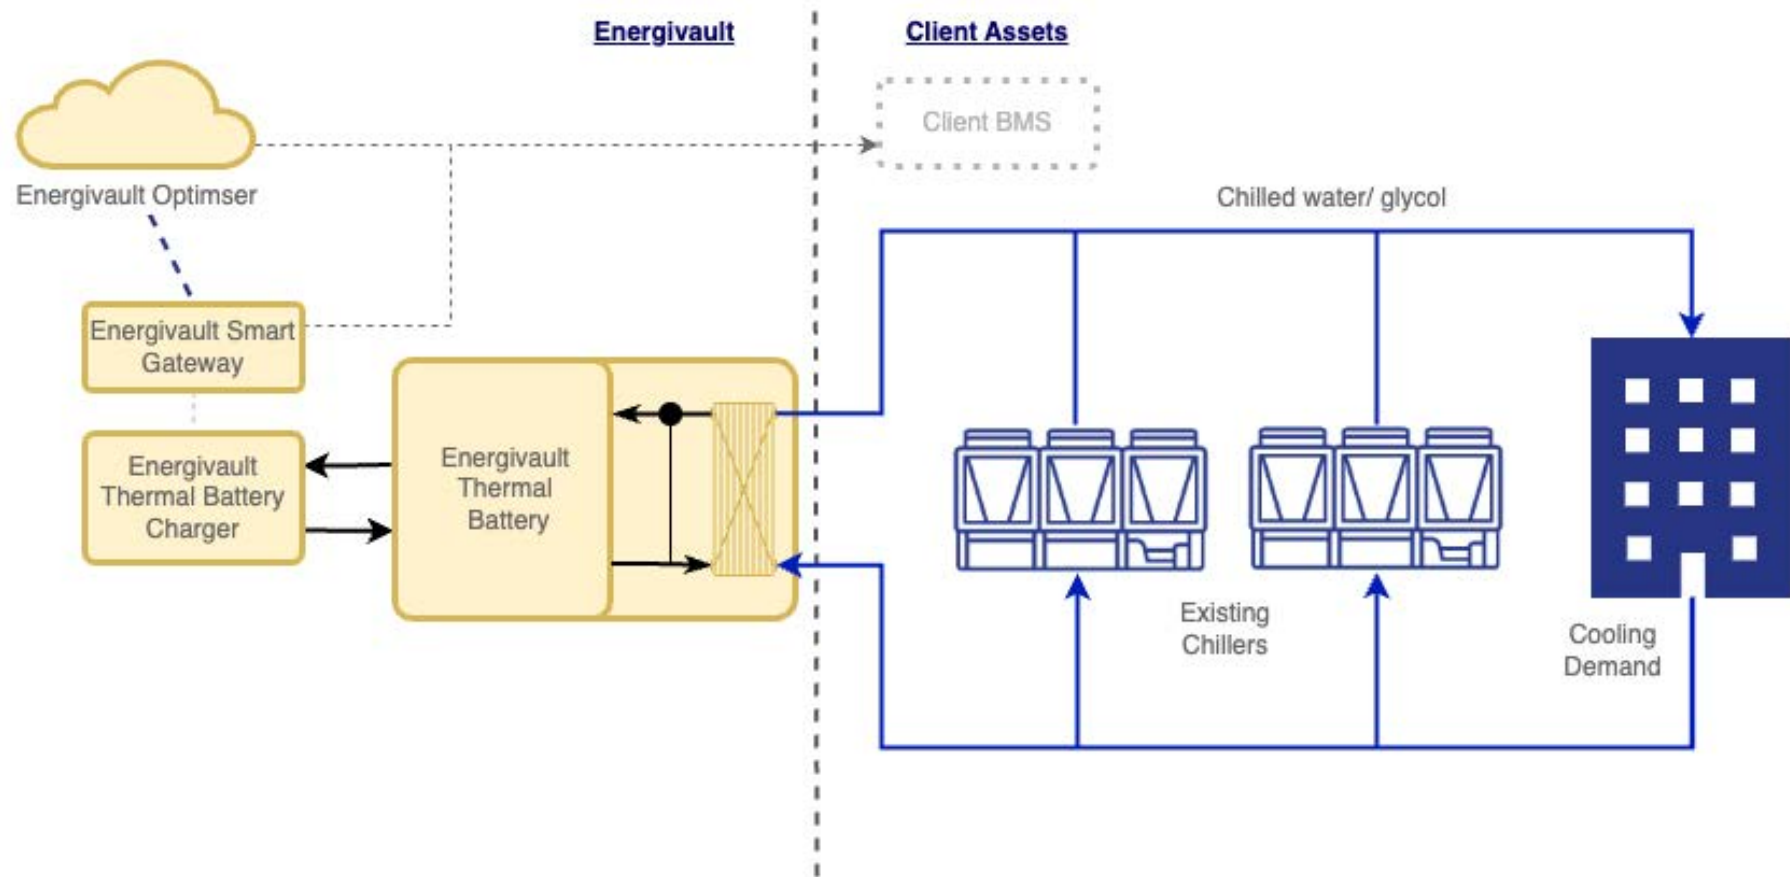 Energivault
Client Assets
Client BMS
Energivault Optimser
Chilled water/ glycol
Energivault Smart
Gateway
Energivault
Thermal Battery
Charger
Energivault
Thermal
Battery
Existing
Chillers
Cooling
Demand